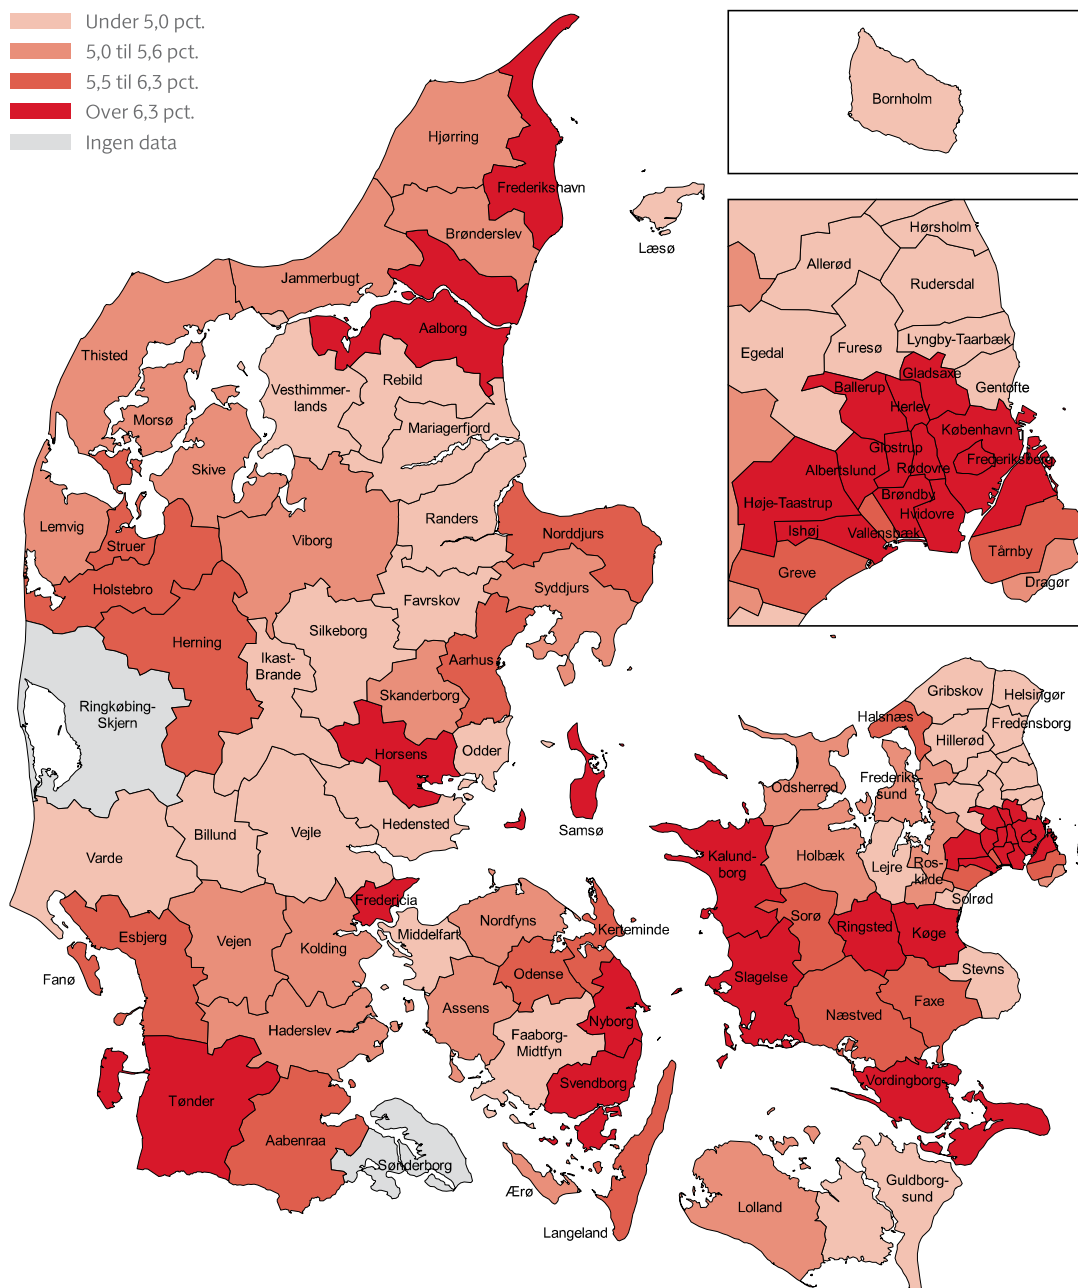 Under 5,0 pct.
5,0 til 5,6 pct.
5,5 til 6,3 pct.
Over 6,3 pct.
Ingen data
Bornholm
Hjørring
Frederikshavn
Brønderslev
Læsø
Jammerbugt
Aalborg
Thisted
Vesthimmer-
lands
Rebild
Morsø
Mariagerfjord
Skive
Lemvig
Struer
Viborg
Randers
Norddjurs
Holstebro
Favrskov
Syddjurs
Herning
Silkeborg
Ikast-
Brande
Aarhus
Skanderborg
Ringkøbing-
Skjern
Horsens
Odder
Samsø
Hedensted
Billund
Vejle
Varde
Fredericia
Esbjerg
Vejen
Kolding
Middelfart
Nordfyns
Kerteminde
Fanø
Odense
Assens
Haderslev
Nyborg
Faaborg-
Midtfyn
Svendborg
Tønder
Aabenraa
Sønderborg
Ærø
Langeland
Hørsholm
Allerød
Rudersdal
Egedal
Furesø
Lyngby-Taarbæk
Gladsaxe
Gentofte
Ballerup
Herlev
København
Glostrup
Frederiksberg
Albertslund
Rødovre
Høje-Taastrup
Brøndby
Hvidovre
Ishøj
Vallensbæk
Greve
Tårnby
Dragør
Gribskov
Helsingør
Halsnæs
Fredensborg
Hillerød
Odsherred
Frederiks-
sund
Kalund-
borg
Holbæk
Lejre
Ros-
kilde
Solrød
Sorø
Ringsted
Køge
Slagelse
Stevns
Næstved
Faxe
Vordingborg
Lolland
Guldborg-
sund